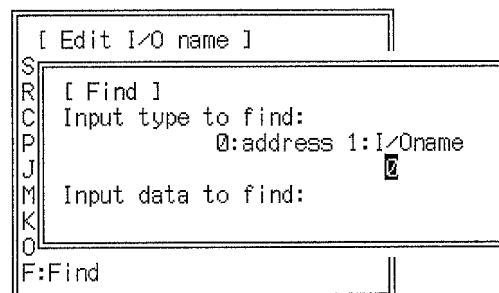 [ Edit I/O name ]
S
R
C
P
J
M
K
O
F:Find
[ Find ]
Input type to find:
0:address 1:I/Oname
0
Input data to find: